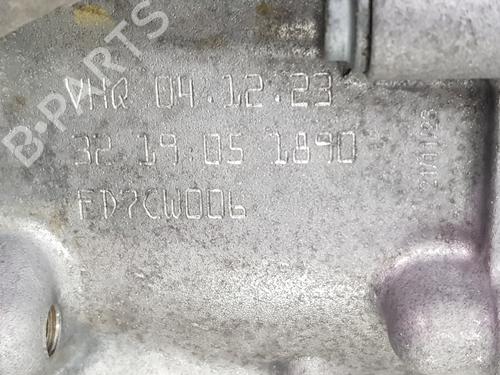 B-PARTS
VHQ 04.12.23
32 19 05 1890
FD7CW006